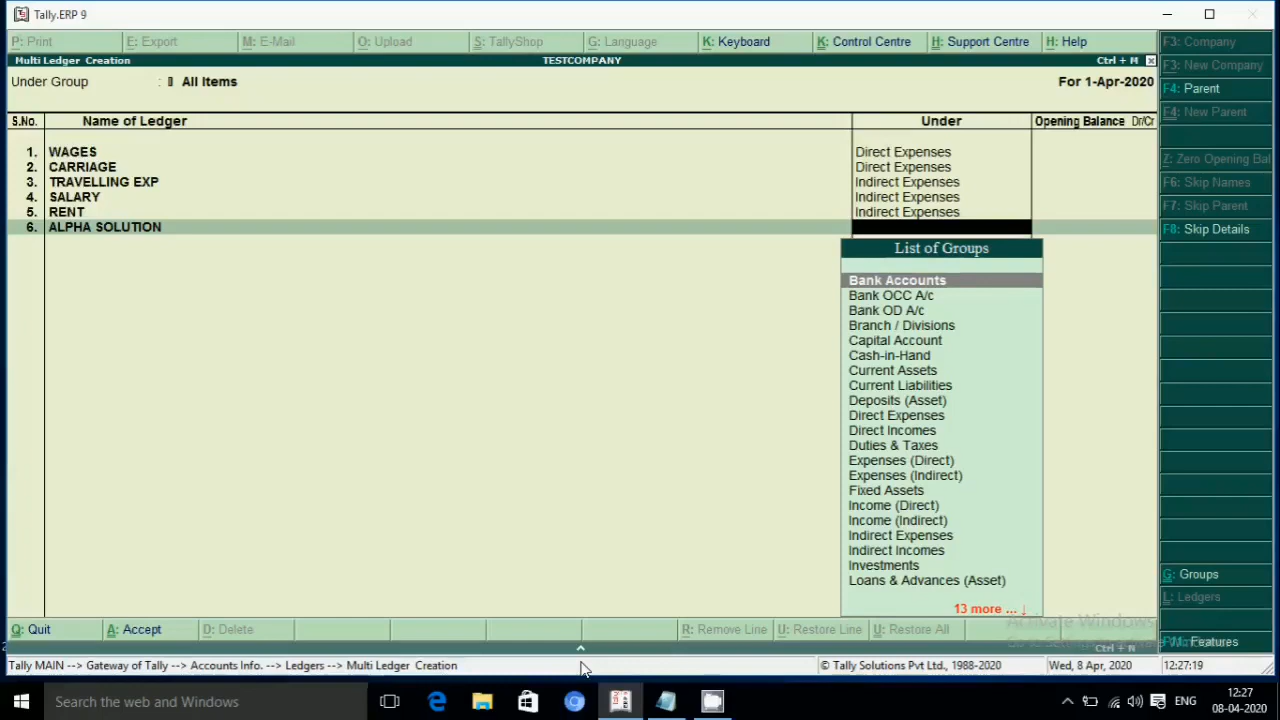 Tally.ERP 9
P: Print E: Export M: E-Mail O: Upload S: TallyShop G: Language K: Keyboard K: Control Centre H: Support Centre H: Help F3: Company
Multi Ledger Creation TESTCOMPANY Ctrl + M
F3: New Company
Under Group : All Items For 1-Apr-2020
F4: Parent
F4: New Parent
S.No. Name of Ledger Under Opening Balance Dr/Cr
1. WAGES Direct Expenses
Z: Zero Opening Bal
2. CARRIAGE Direct Expenses
3. TRAVELLING EXP Indirect Expenses
F6: Skip Names
4. SALARY Indirect Expenses
F7: Skip Parent
5. RENT Indirect Expenses
6. ALPHA SOLUTION
F8: Skip Details
List of Groups
Bank Accounts
Bank OCC A/c
Bank OD A/c
Branch / Divisions
Capital Account
Cash-in-Hand
Current Assets
Current Liabilities
Deposits (Asset)
Direct Expenses
Direct Incomes
Duties & Taxes
Expenses (Direct)
Expenses (Indirect)
Fixed Assets
Income (Direct)
Income (Indirect)
Indirect Expenses
Indirect Incomes
Investments
Loans & Advances (Asset)
13 more ... ↓
G: Groups
L: Ledgers
Activate Windows
Q: Quit A: Accept D: Delete R: Remove Line U: Restore Line U: Restore All
Features
Ctrl + N
Tally MAIN --> Gateway of Tally --> Accounts Info. --> Ledgers --> Multi Ledger Creation © Tally Solutions Pvt Ltd., 1988-2020 Wed, 8 Apr, 2020 12:27:19
Search the web and Windows ENG 12:27
08-04-2020